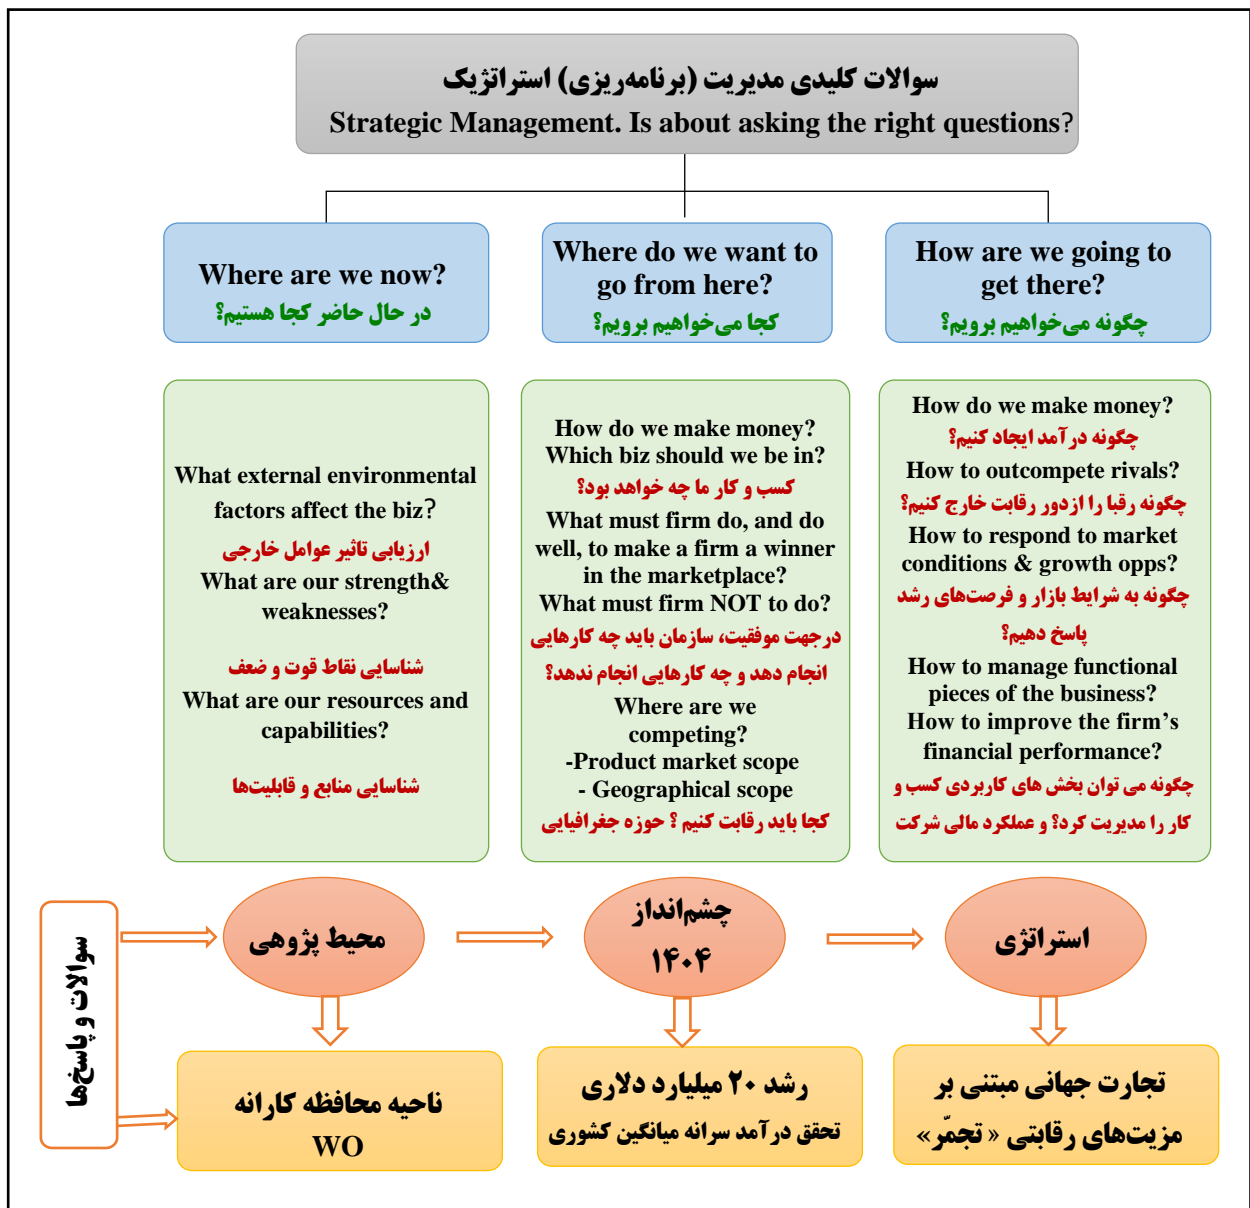 سوالات کلیدی مدیریت (برنامه‌ریزی) استراتژیک
Strategic Management. Is about asking the right questions?
Where are we now?
در حال حاضر کجا هستیم؟
Where do we want to
go from here?
کجا می‌خواهیم برویم؟
How are we going to
get there?
چگونه می‌خواهیم برویم؟
What external environmental
factors affect the biz?
ارزیابی تاثیر عوامل خارجی
What are our strength&
weaknesses?
شناسایی نقاط قوت و ضعف
What are our resources and
capabilities?
شناسایی منابع و قابلیت‌ها
How do we make money?
Which biz should we be in?
کسب و کار ما چه خواهد بود؟
What must firm do, and do
well, to make a firm a winner
in the marketplace?
What must firm NOT to do?
درجهت موفقیت، سازمان باید چه کارهایی
انجام دهد و چه کارهایی انجام ندهد؟
Where are we
competing?
-Product market scope
- Geographical scope
کجا باید رقابت کنیم ؟ حوزه جغرافیایی
How do we make money?
چگونه درآمد ایجاد کنیم؟
How to outcompete rivals?
چگونه رقبا را ازدور رقابت خارج کنیم؟
How to respond to market
conditions & growth opps?
چگونه به شرایط بازار و فرصت‌های رشد
پاسخ دهیم؟
How to manage functional
pieces of the business?
How to improve the firm’s
financial performance?
چگونه می توان بخش های کاربردی کسب و
کار را مدیریت کرد؟ و عملکرد مالی شرکت
سوالات و پاسخ‌ها
محیط پژوهی
چشم‌انداز
۱۴۰۴
استراتژی
ناحیه محافظه کارانه
WO
رشد ۲۰ میلیارد دلاری
تحقق درآمد سرانه میانگین کشوری
تجارت جهانی مبتنی بر
مزیت‌های رقابتی « تجمّر»